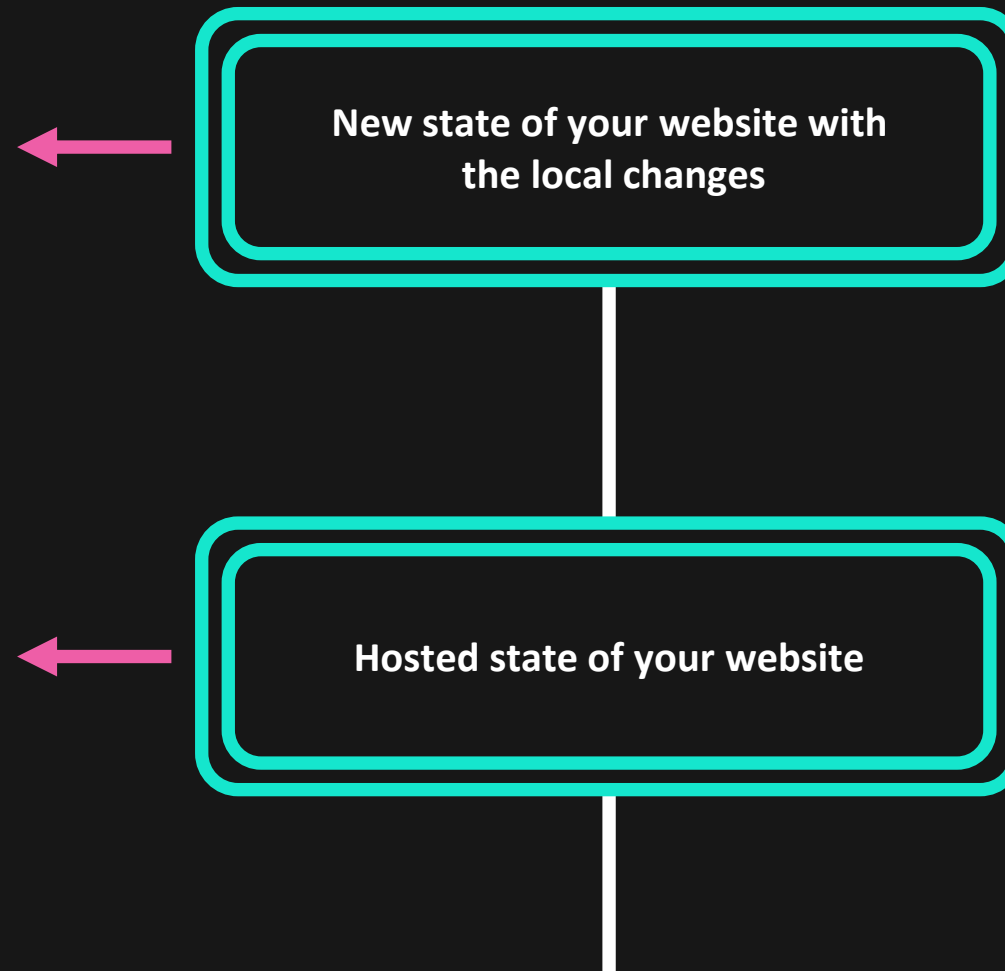 New state of your website with
the local changes
Hosted state of your website